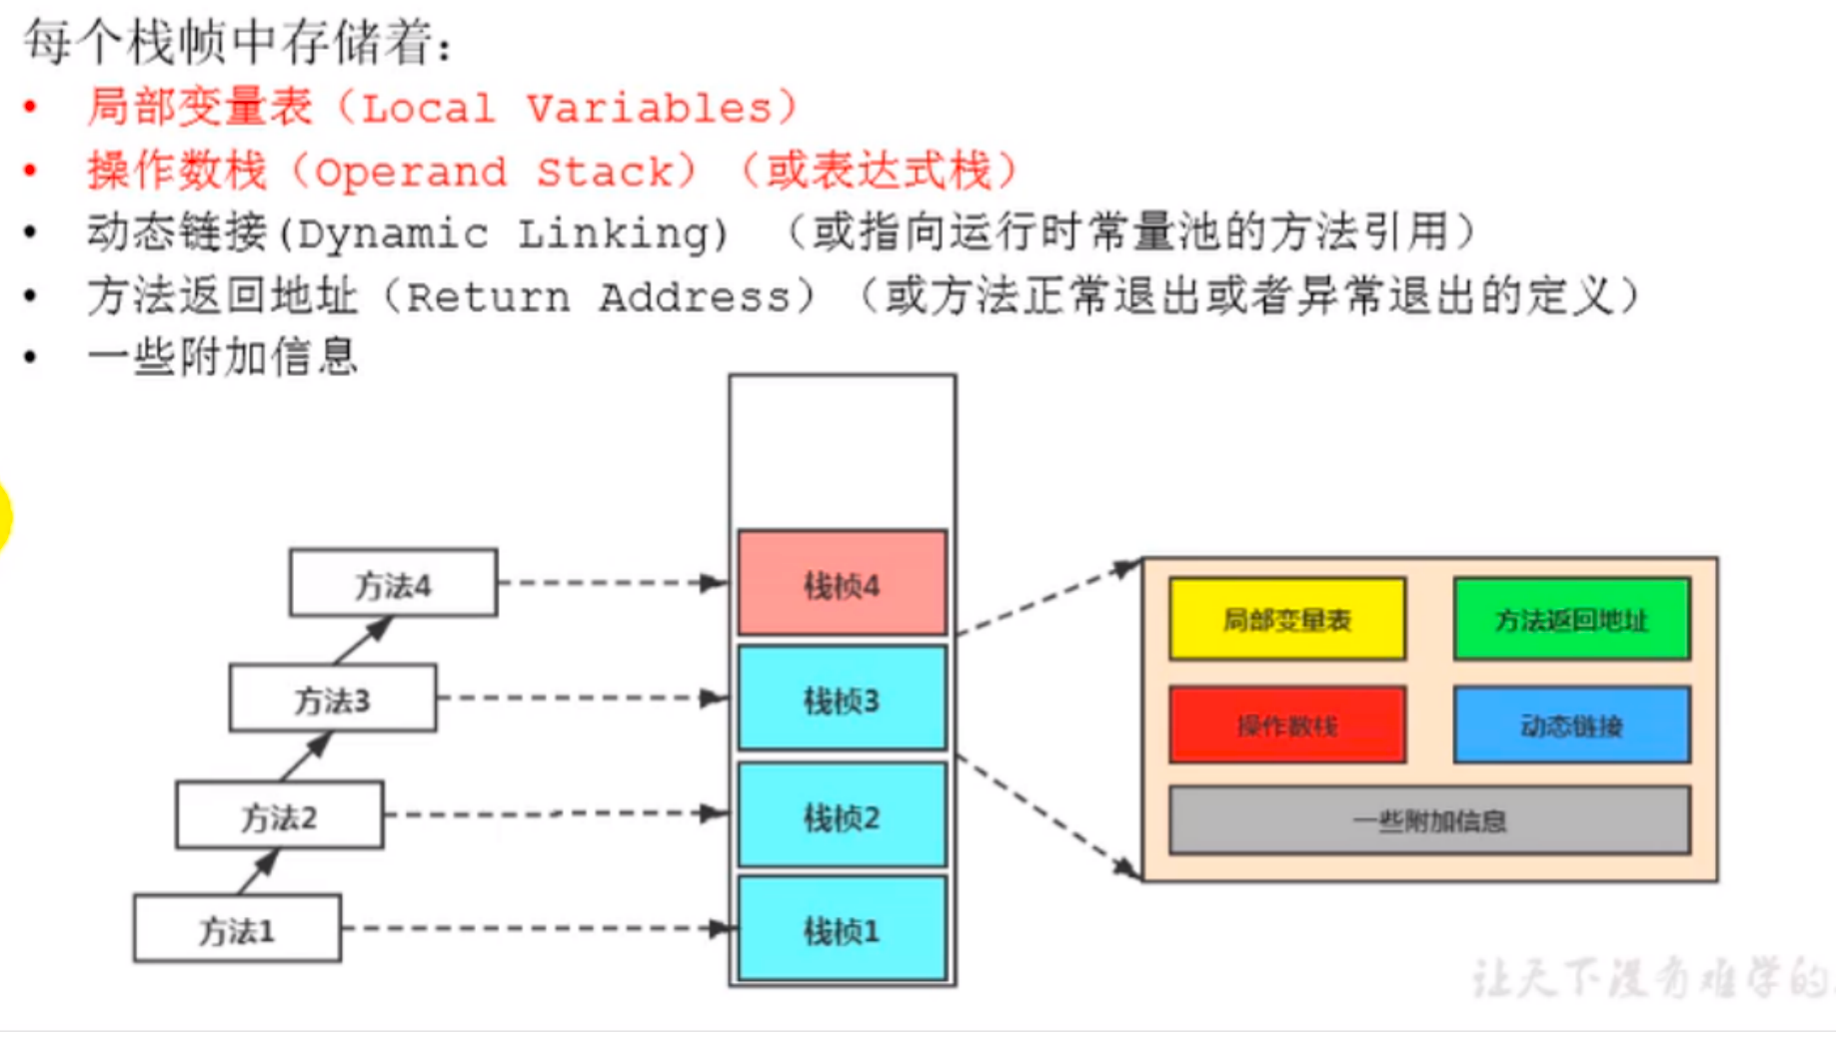 每个栈帧中存储着：
• 局部变量表（Local Variables）
• 操作数栈（Operand Stack）（或表达式栈）
• 动态链接(Dynamic Linking) （或指向运行时常量池的方法引用）
• 方法返回地址（Return Address）（或方法正常退出或者异常退出的定义）
• 一些附加信息
方法4
栈桢4
局部变量表
方法返回地址
方法3
栈桢3
操作数栈
动态链接
方法2
栈桢2
一些附加信息
方法1
栈桢1
让天下没有难学的